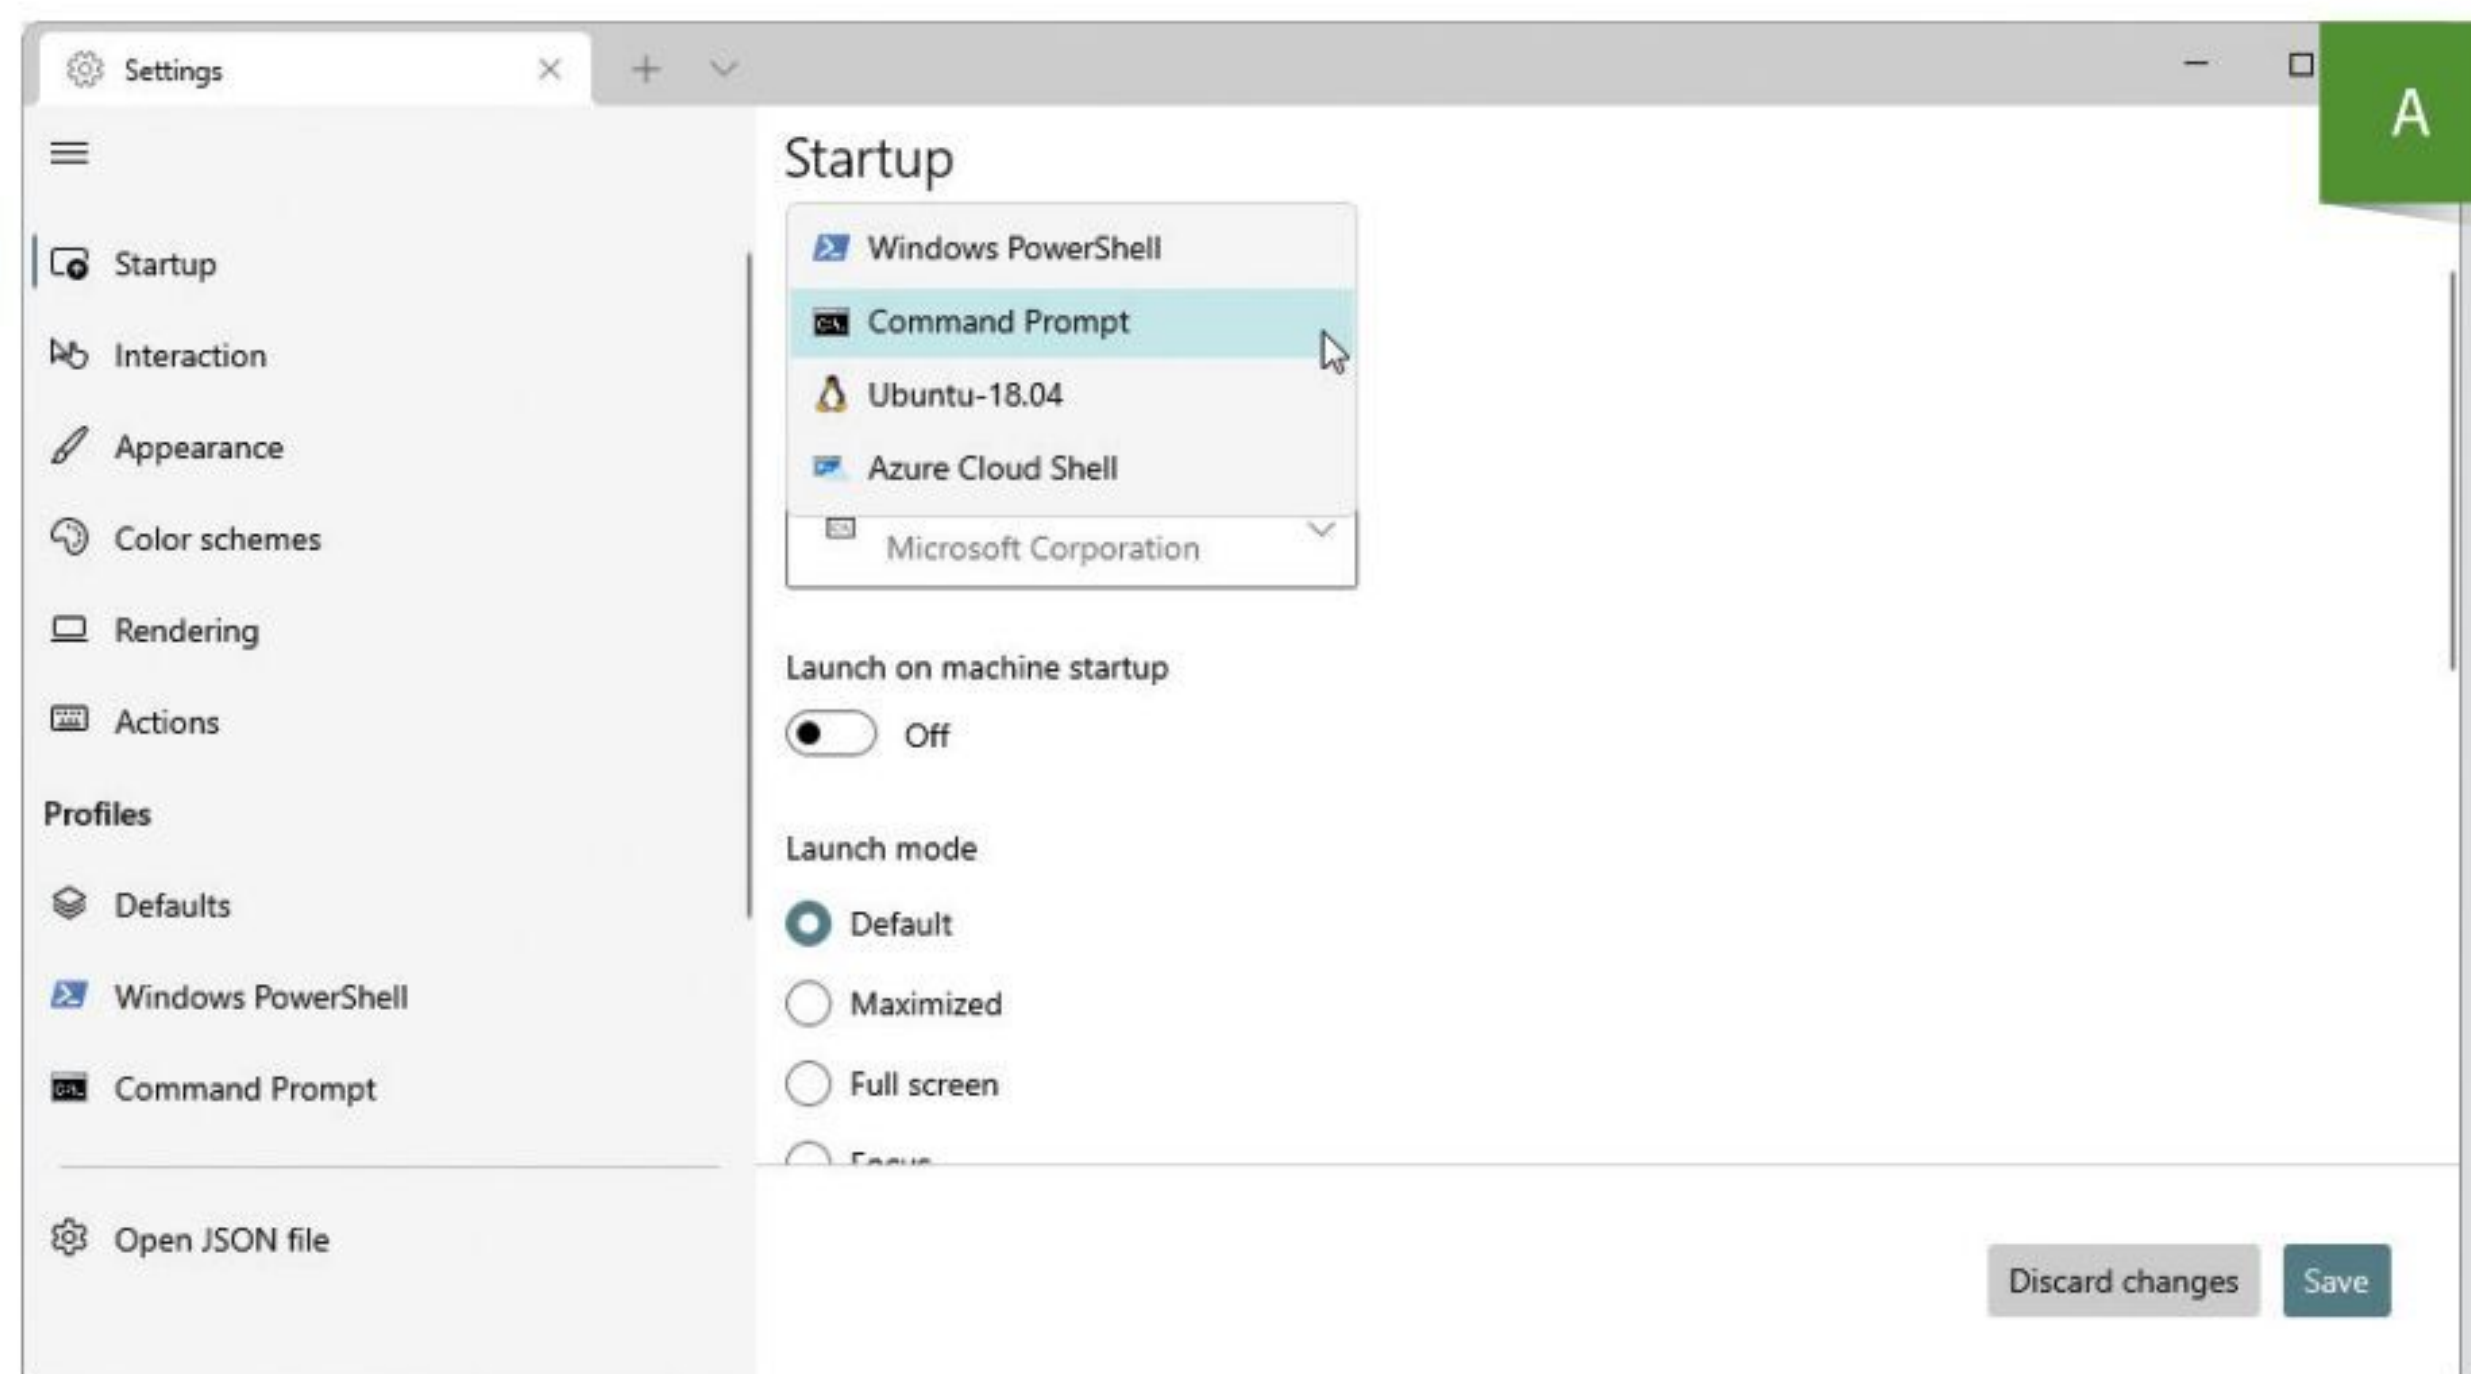 Settings
A
Startup
Interaction
Appearance
Color schemes
Rendering
Actions
Profiles
Defaults
Windows PowerShell
Command Prompt
Open JSON file
Startup
Windows PowerShell
Command Prompt
Ubuntu-18.04
Azure Cloud Shell
Microsoft Corporation
Launch on machine startup
Off
Launch mode
Default
Maximized
Full screen
Focus
Discard changes
Save